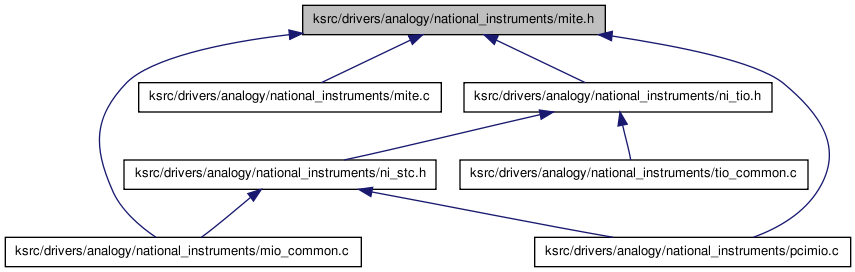 ksrc/drivers/analogy/national_instruments/mite.h
ksrc/drivers/analogy/national_instruments/mite.c
ksrc/drivers/analogy/national_instruments/ni_tio.h
ksrc/drivers/analogy/national_instruments/ni_stc.h
ksrc/drivers/analogy/national_instruments/tio_common.c
ksrc/drivers/analogy/national_instruments/mio_common.c
ksrc/drivers/analogy/national_instruments/pcimio.c